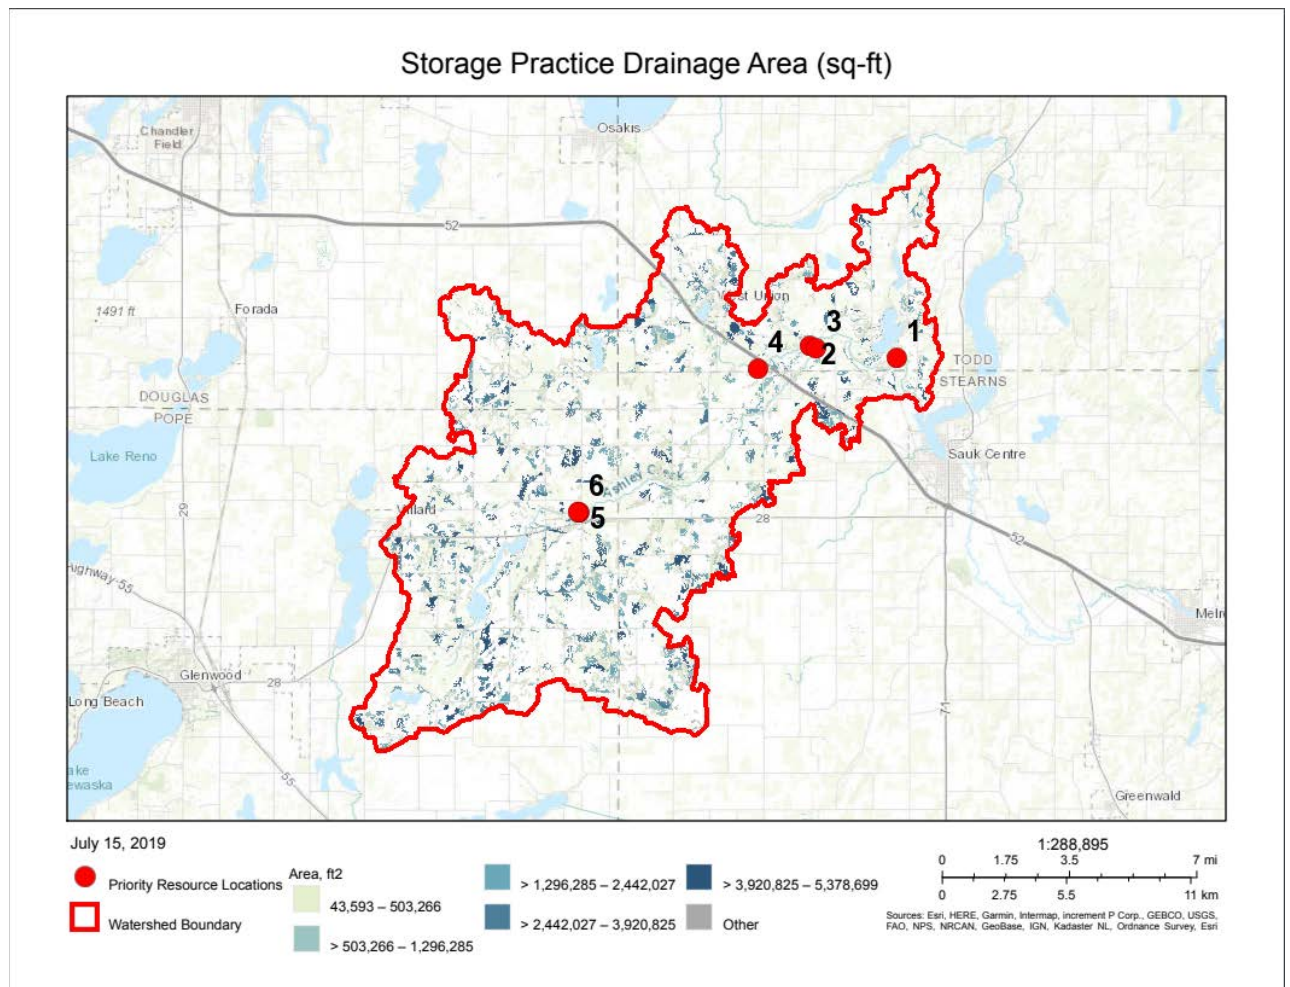 Storage Practice Drainage Area (sq-ft)
Chandler
Field
Osakis
52
West Union
1491 ft
Forada
3
4
2
1
TODD
STEARNS
DOUGLAS
POPE
Lake Reno
Sauk Centre
6
Ashley Creek
5
Villard
28
29
52
Highway-55
Melr
Glenwood
28
Long Beach
71
ake
ewaska
55
Greenwald
July 15, 2019
1:288,895
0 1.75 3.5 7 mi
0 2.75 5.5 11 km
Priority Resource Locations
Watershed Boundary
Area, ft2
43,593 – 503,266
> 503,266 – 1,296,285
> 1,296,285 – 2,442,027
> 2,442,027 – 3,920,825
> 3,920,825 – 5,378,699
Other
Sources: Esri, HERE, Garmin, Intermap, increment P Corp., GEBCO, USGS,
FAO, NPS, NRCAN, GeoBase, IGN, Kadaster NL, Ordnance Survey, Esri